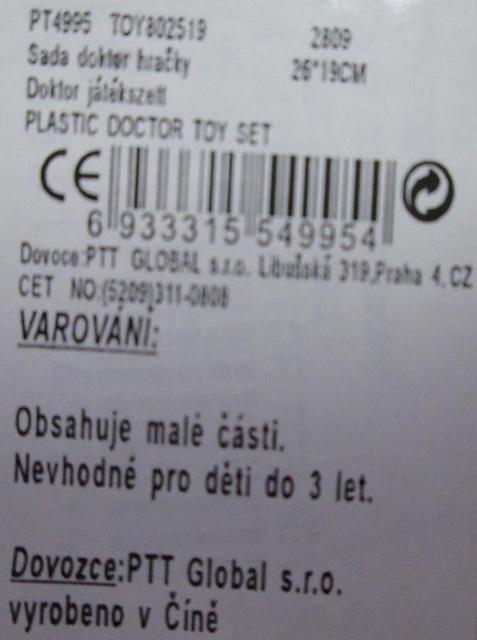 PT4995 TOY802519 2809
Sada doktor hračky 26*19CM
Doktor játékszett
PLASTIC DOCTOR TOY SET
CE
6 933315 549954
Dovoce:PTT GLOBAL s.r.o. Libušská 319,Praha 4, CZ
CET NO:(5209)311-0808
VAROVÁNÍ:
Obsahuje malé části.
Nevhodné pro děti do 3 let.
Dovozce:PTT Global s.r.o.
vyrobeno v Číně